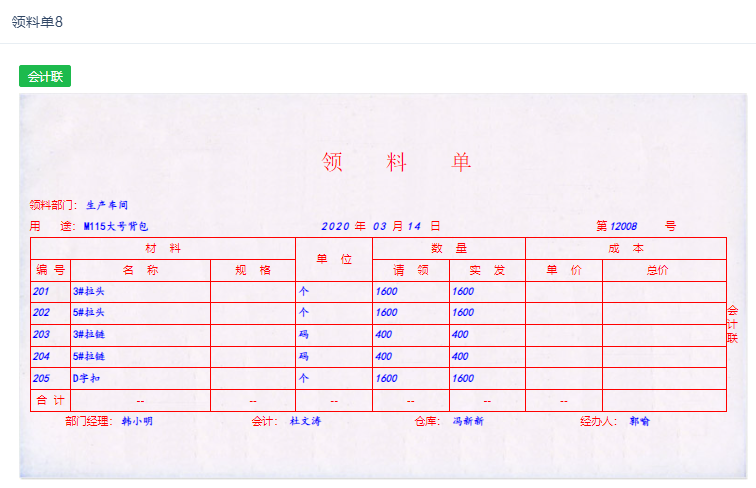 领料单8
会计联
领 料 单
领料部门： 生产车间
用 途： M115大号背包 2020 年 03 月 14 日 第 12008 号
材 料 单 位 数 量 成 本
编 号 名 称 规 格 请 领 实 发 单 价 总价
201 3#拉头 个 1600 1600
202 5#拉头 个 1600 1600
203 3#拉链 码 400 400
204 5#拉链 码 400 400
205 D字扣 个 1600 1600
合 计 -- -- -- -- -- --
会计联
部门经理： 韩小明 会计： 杜文涛 仓库： 冯新新 经办人： 郭喻